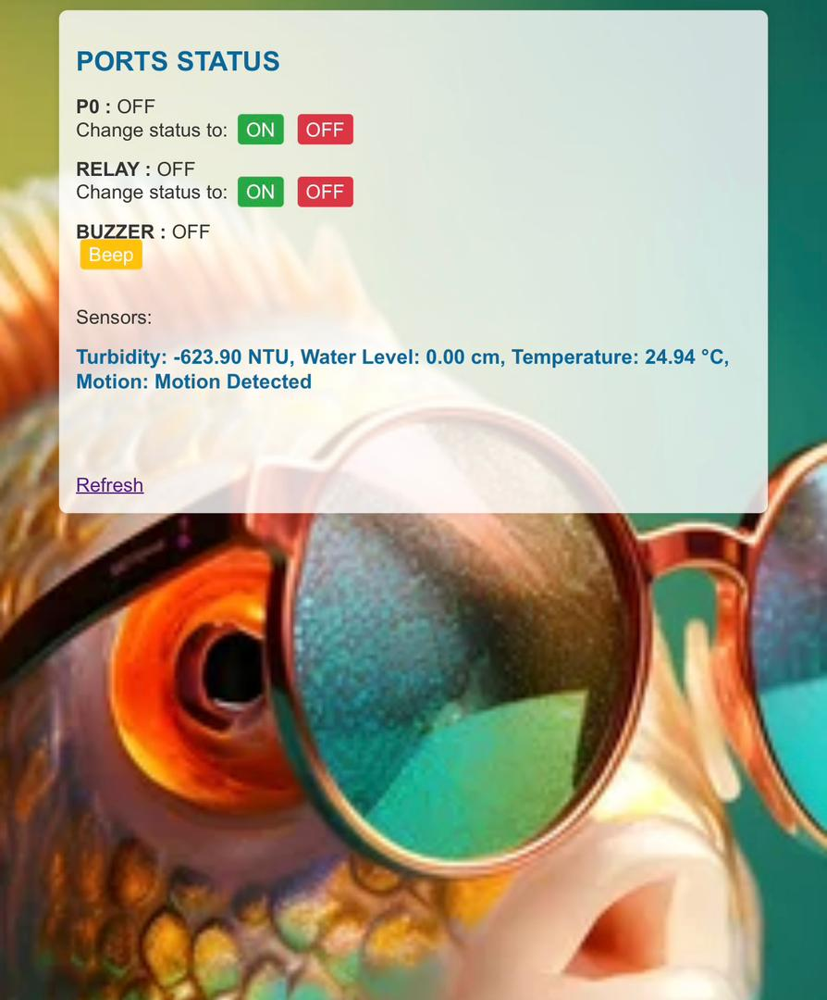 PORTS STATUS
P0 : OFF
Change status to: ON OFF
RELAY : OFF
Change status to: ON OFF
BUZZER : OFF
Beep
Sensors:
Turbidity: -623.90 NTU, Water Level: 0.00 cm, Temperature: 24.94 °C,
Motion: Motion Detected
Refresh